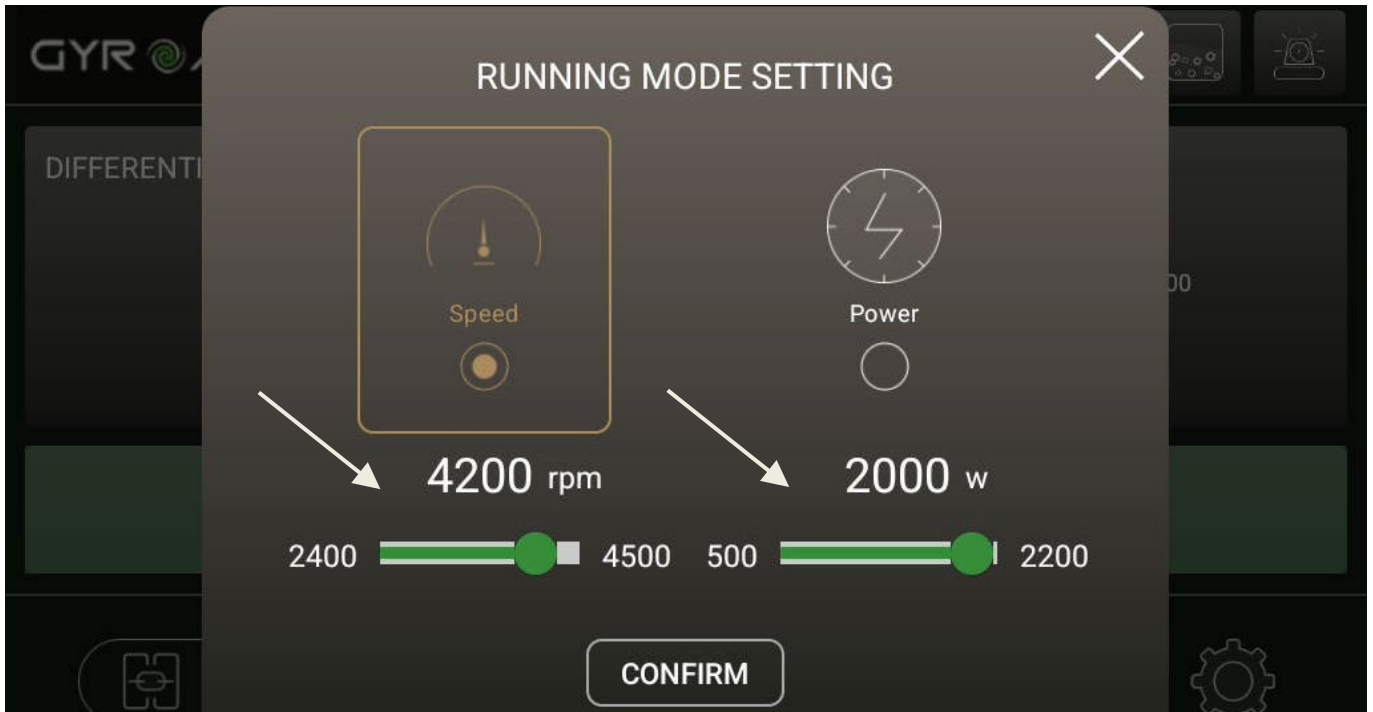 GYR
RUNNING MODE SETTING
DIFFERENTI
Speed
Power
00
4200 rpm
2000 w
2400
4500
500
2200
CONFIRM